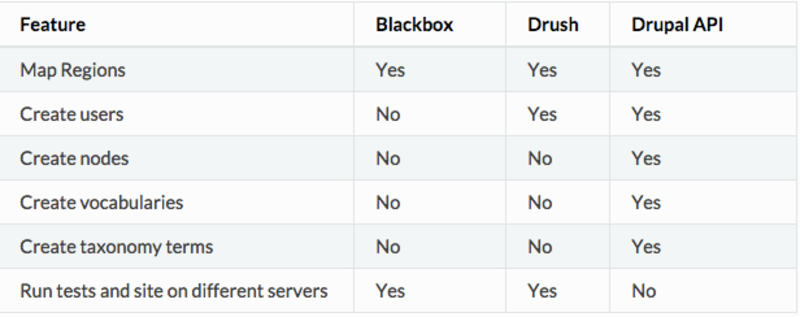 Feature Blackbox Drush Drupal API
Map Regions Yes Yes Yes
Create users No Yes Yes
Create nodes No No Yes
Create vocabularies No No Yes
Create taxonomy terms No No Yes
Run tests and site on different servers Yes Yes No